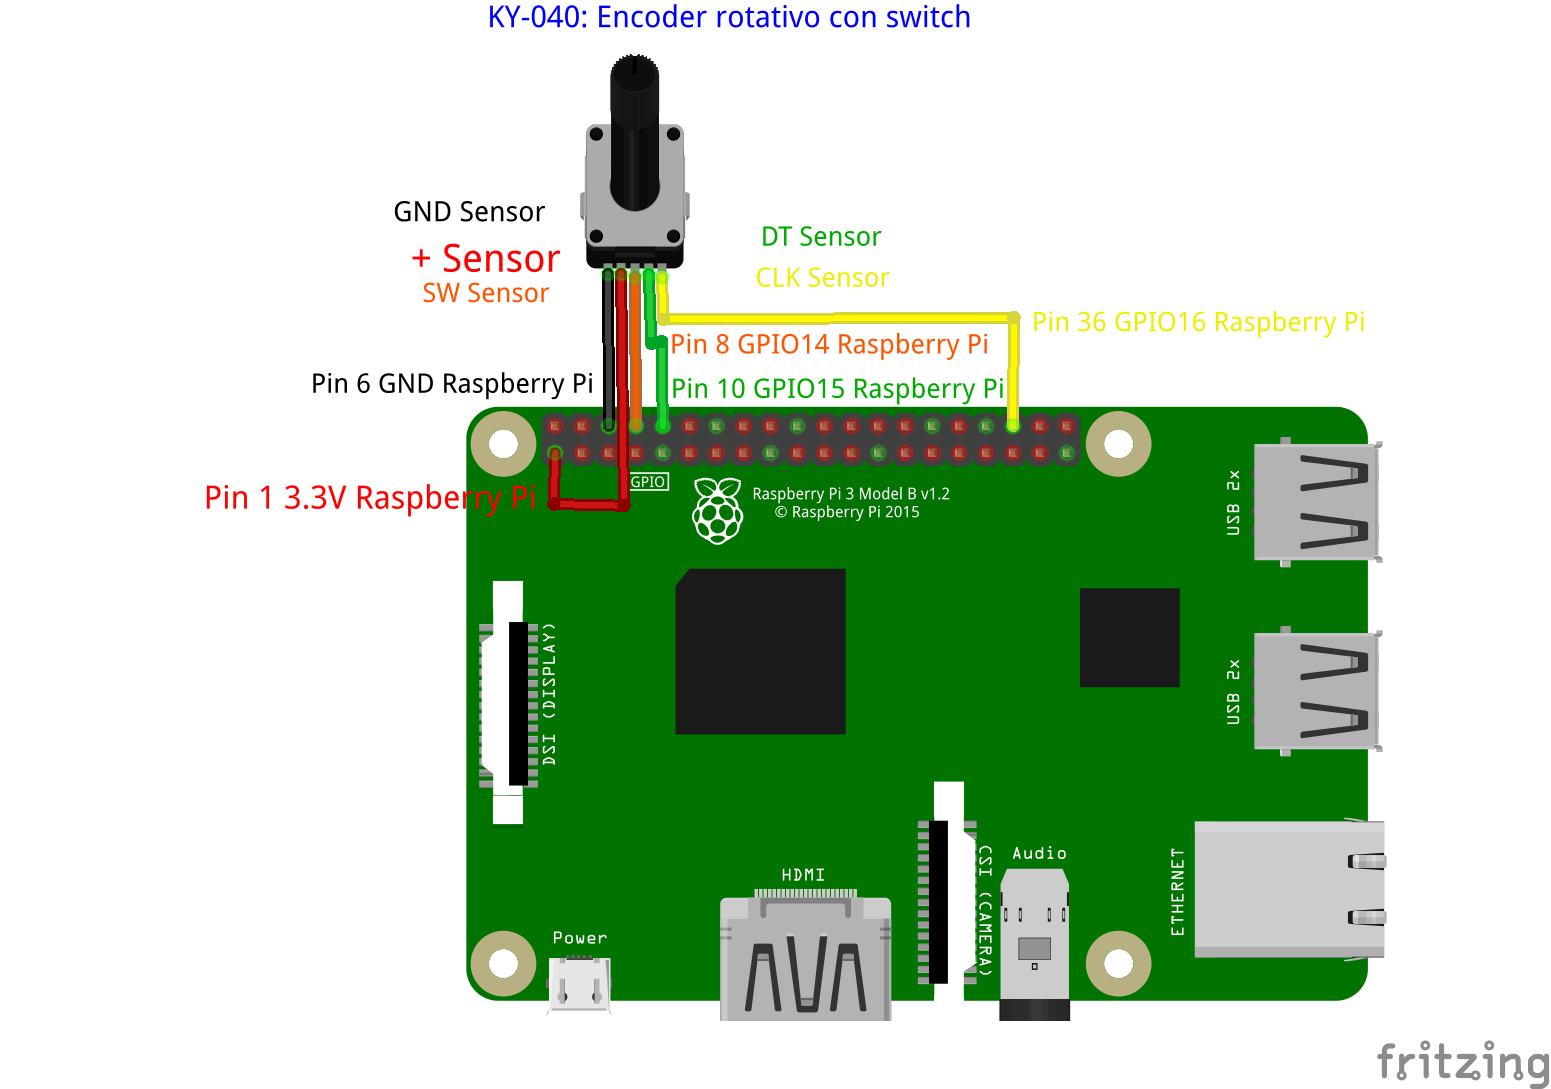 KY-040: Encoder rotativo con switch
GND Sensor
+ Sensor
SW Sensor
DT Sensor
CLK Sensor
Pin 36 GPIO16 Raspberry Pi
Pin 8 GPIO14 Raspberry Pi
Pin 6 GND Raspberry Pi
Pin 10 GPIO15 Raspberry Pi
Pin 1 3.3V Raspberry Pi
GPIO
Raspberry Pi 3 Model B v1.2
© Raspberry Pi 2015
USB 2x
DSI (DISPLAY)
USB 2x
HDMI
CSI (CAMERA)
Audio
ETHERNET
Power
fritzing